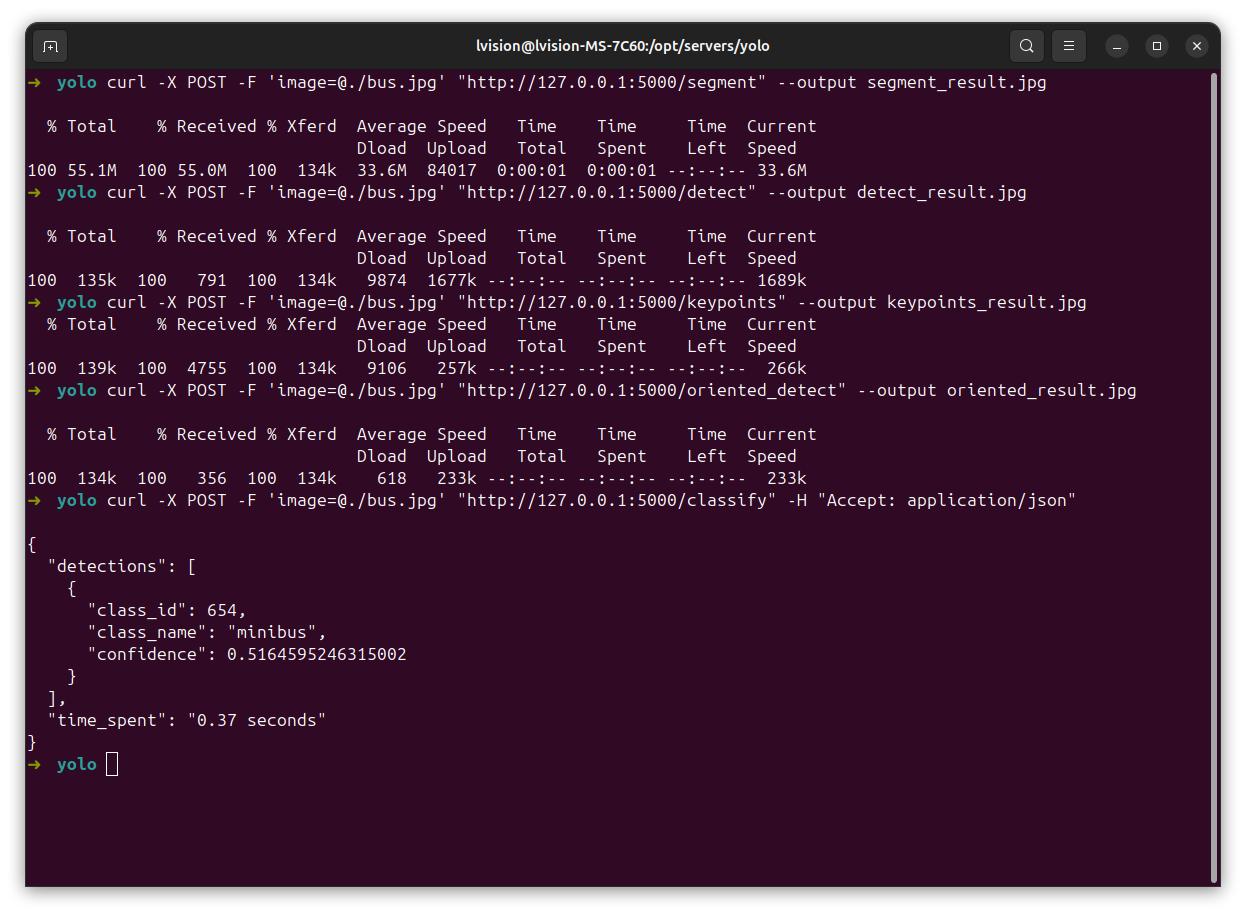 lvision@lvision-MS-7C60:/opt/servers/yolo
➜  yolo curl -X POST -F 'image=@./bus.jpg' "http://127.0.0.1:5000/segment" --output segment_result.jpg
  % Total    % Received % Xferd  Average Speed   Time    Time     Time  Current
                                 Dload  Upload   Total   Spent    Left  Speed
100 55.1M  100 55.0M  100  134k  33.6M  84017  0:00:01  0:00:01 --:--:-- 33.6M
➜  yolo curl -X POST -F 'image=@./bus.jpg' "http://127.0.0.1:5000/detect" --output detect_result.jpg
  % Total    % Received % Xferd  Average Speed   Time    Time     Time  Current
                                 Dload  Upload   Total   Spent    Left  Speed
100  135k  100   791  100  134k   9874  1677k --:--:-- --:--:-- --:--:-- 1689k
➜  yolo curl -X POST -F 'image=@./bus.jpg' "http://127.0.0.1:5000/keypoints" --output keypoints_result.jpg
  % Total    % Received % Xferd  Average Speed   Time    Time     Time  Current
                                 Dload  Upload   Total   Spent    Left  Speed
100  139k  100  4755  100  134k   9106   257k --:--:-- --:--:-- --:--:--  266k
➜  yolo curl -X POST -F 'image=@./bus.jpg' "http://127.0.0.1:5000/oriented_detect" --output oriented_result.jpg
  % Total    % Received % Xferd  Average Speed   Time    Time     Time  Current
                                 Dload  Upload   Total   Spent    Left  Speed
100  134k  100   356  100  134k    618   233k --:--:-- --:--:-- --:--:--  233k
➜  yolo curl -X POST -F 'image=@./bus.jpg' "http://127.0.0.1:5000/classify" -H "Accept: application/json"
{
  "detections": [
    {
      "class_id": 654,
      "class_name": "minibus",
      "confidence": 0.5164595246315002
    }
  ],
  "time_spent": "0.37 seconds"
}
➜  yolo